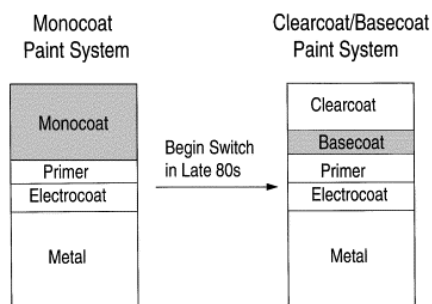 Monocoat
Paint System
Monocoat
Primer
Electrocoat
Metal
Begin Switch
in Late 80s
Clearcoat/Basecoat
Paint System
Clearcoat
Basecoat
Primer
Electrocoat
Metal